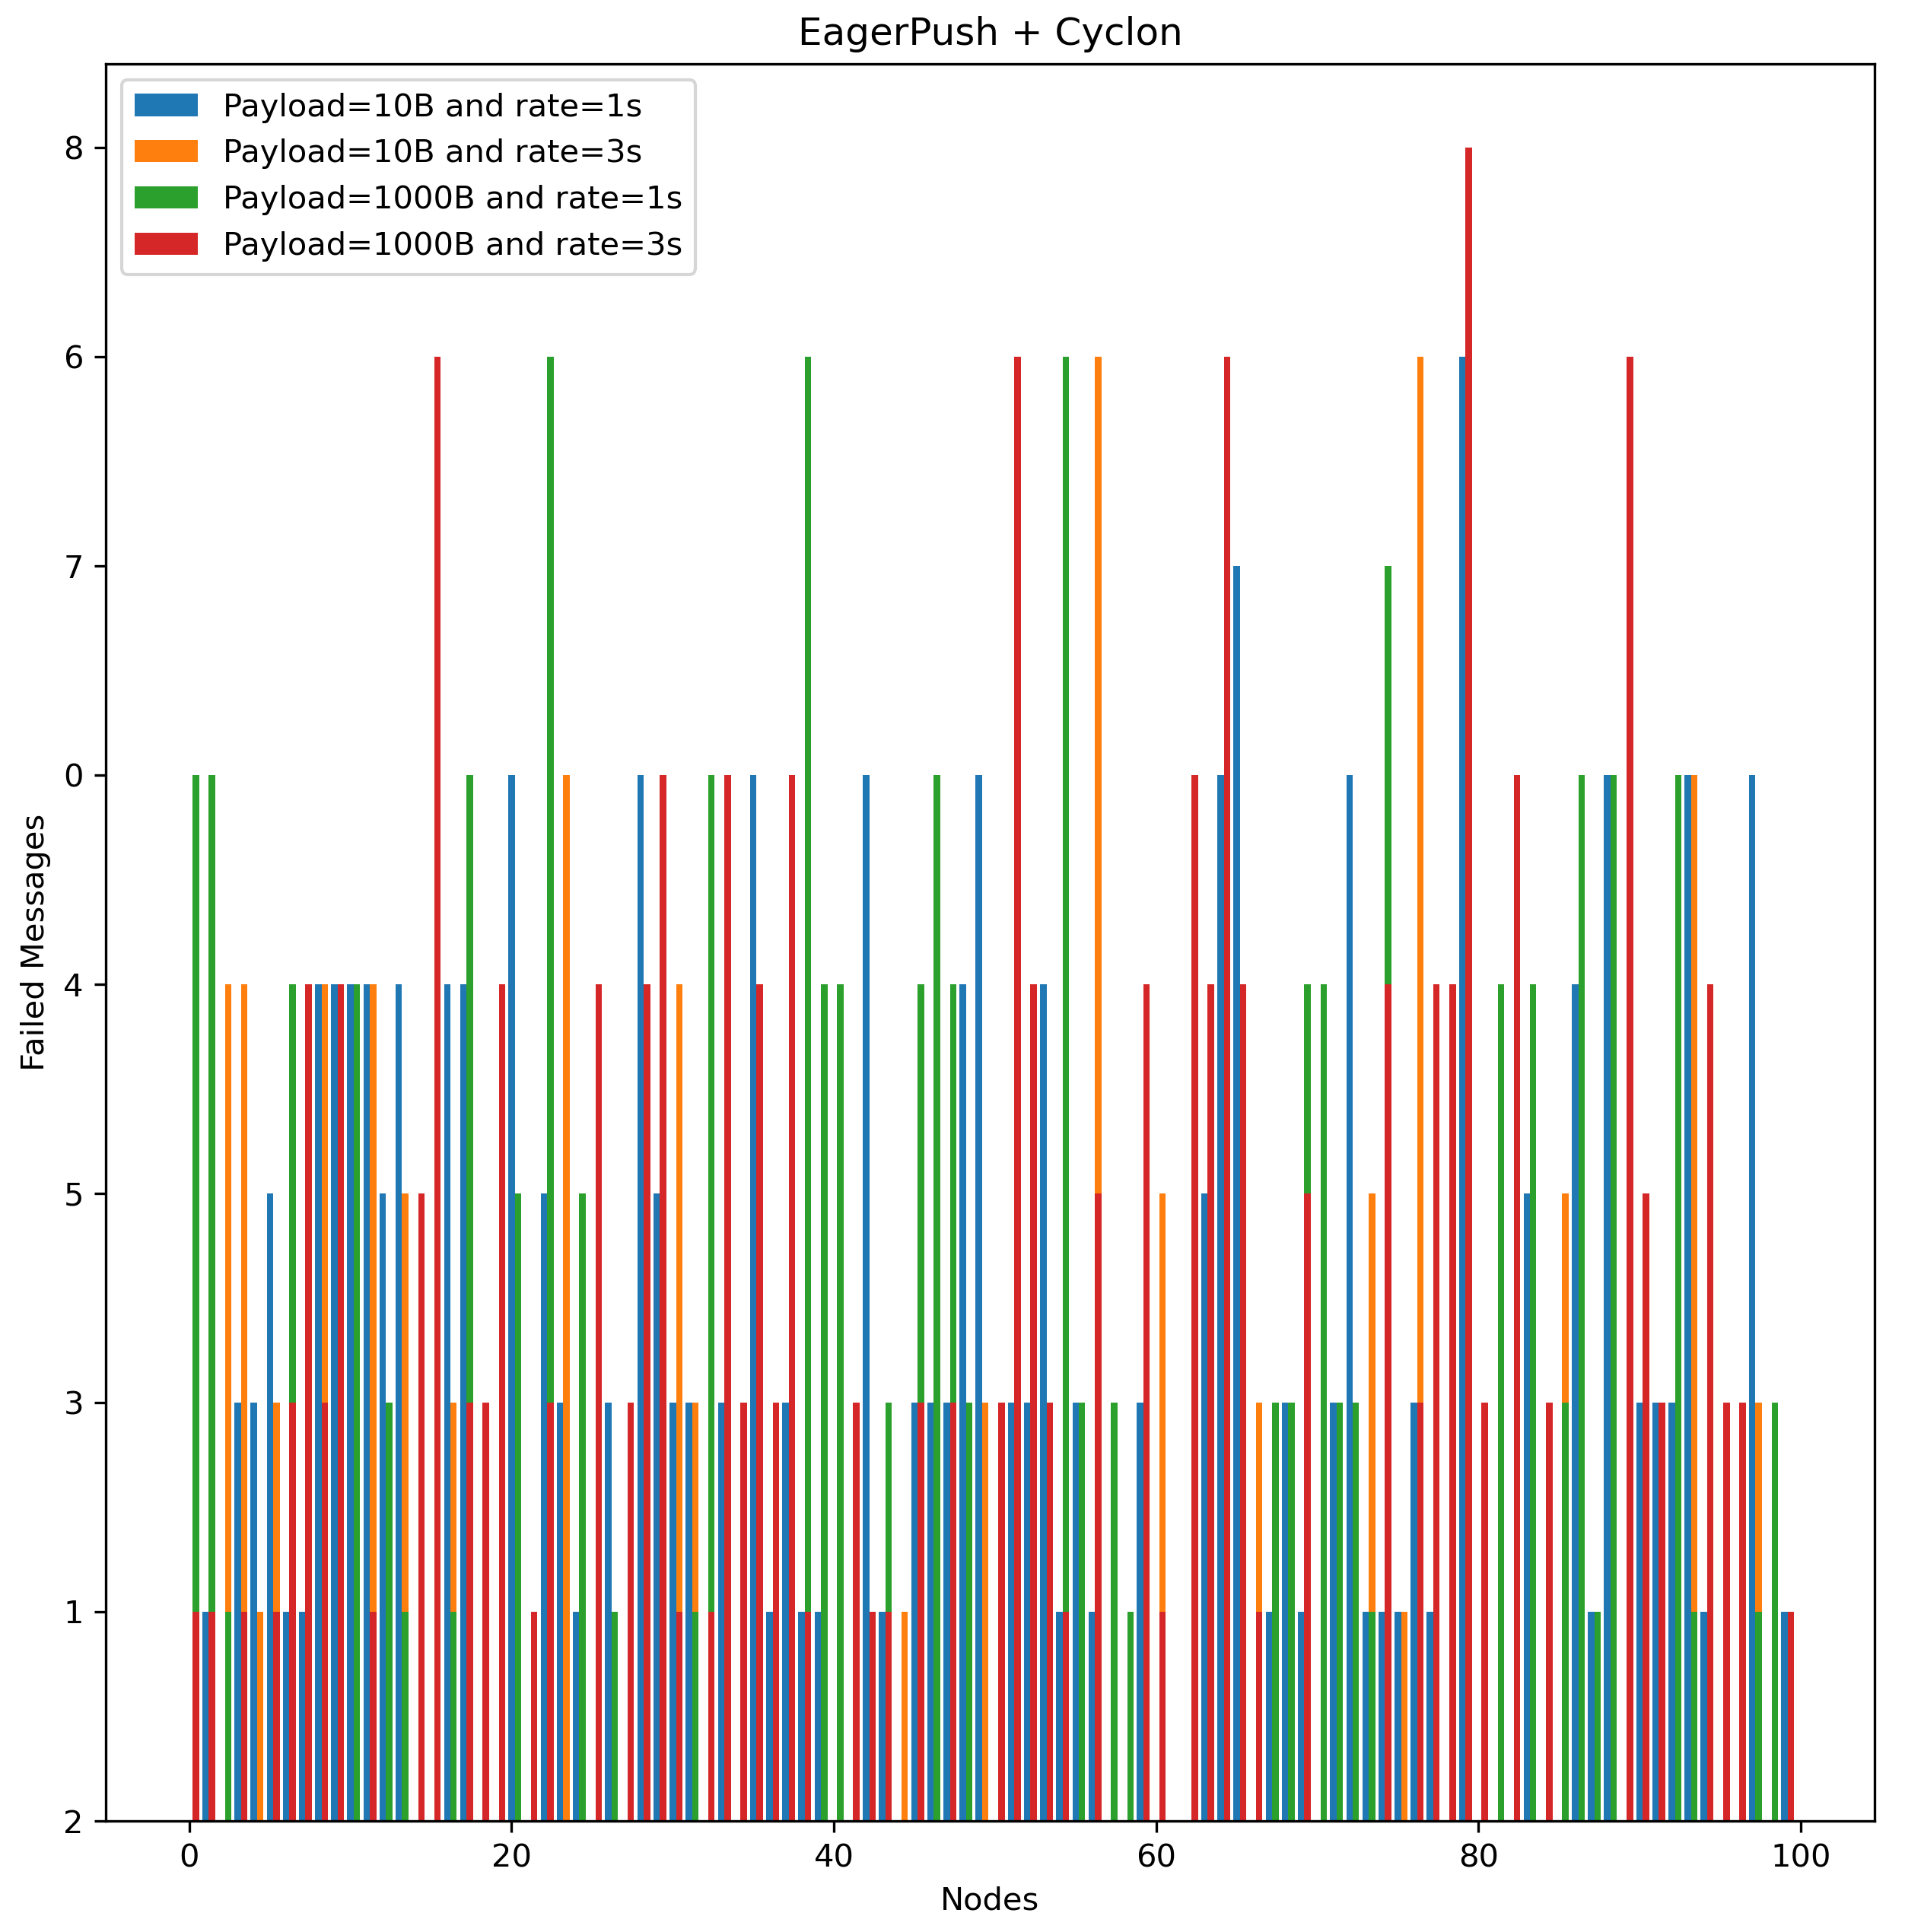 EagerPush + Cyclon
Payload=10B and rate=1s
Payload=10B and rate=3s
Payload=1000B and rate=1s
Payload=1000B and rate=3s
8
6
7
0
4
5
3
1
2
Failed Messages
0 20 40 60 80 100
Nodes